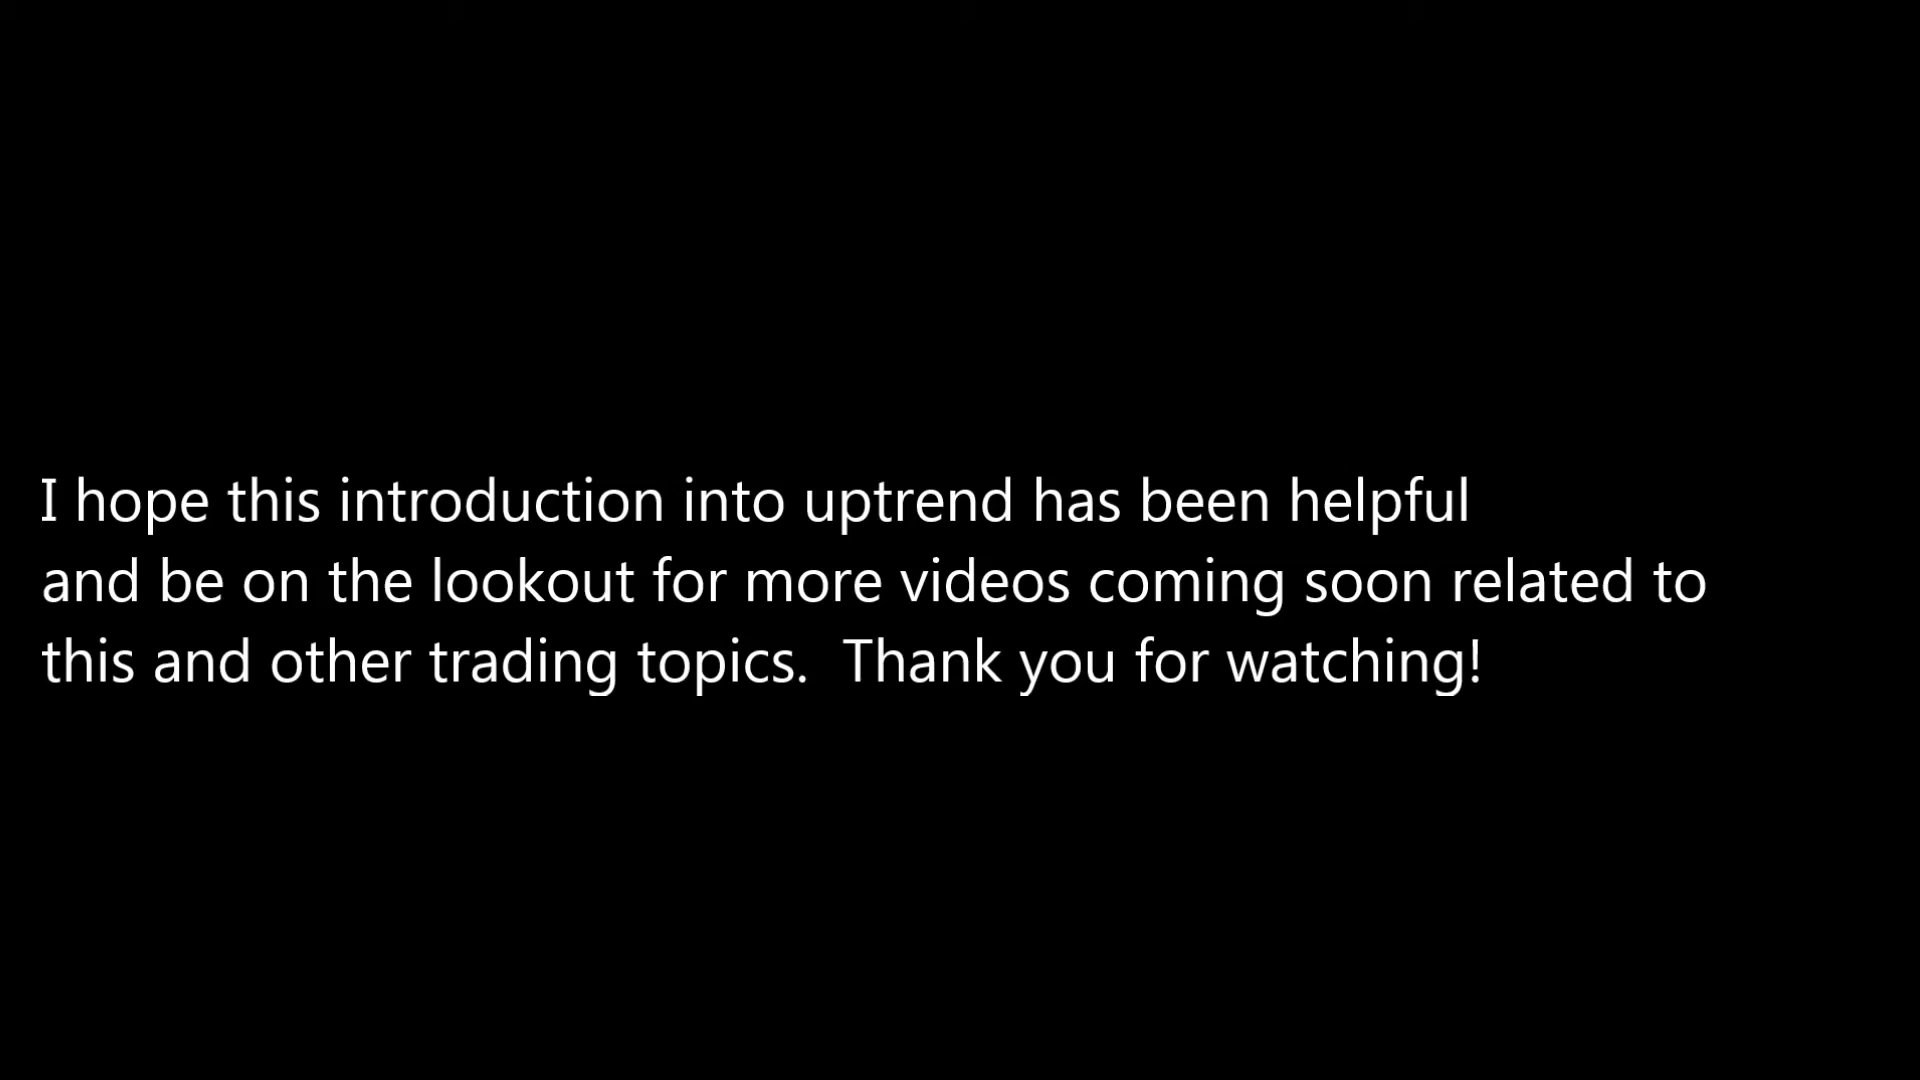 I hope this introduction into uptrend has been helpful
and be on the lookout for more videos coming soon related to
this and other trading topics.  Thank you for watching!